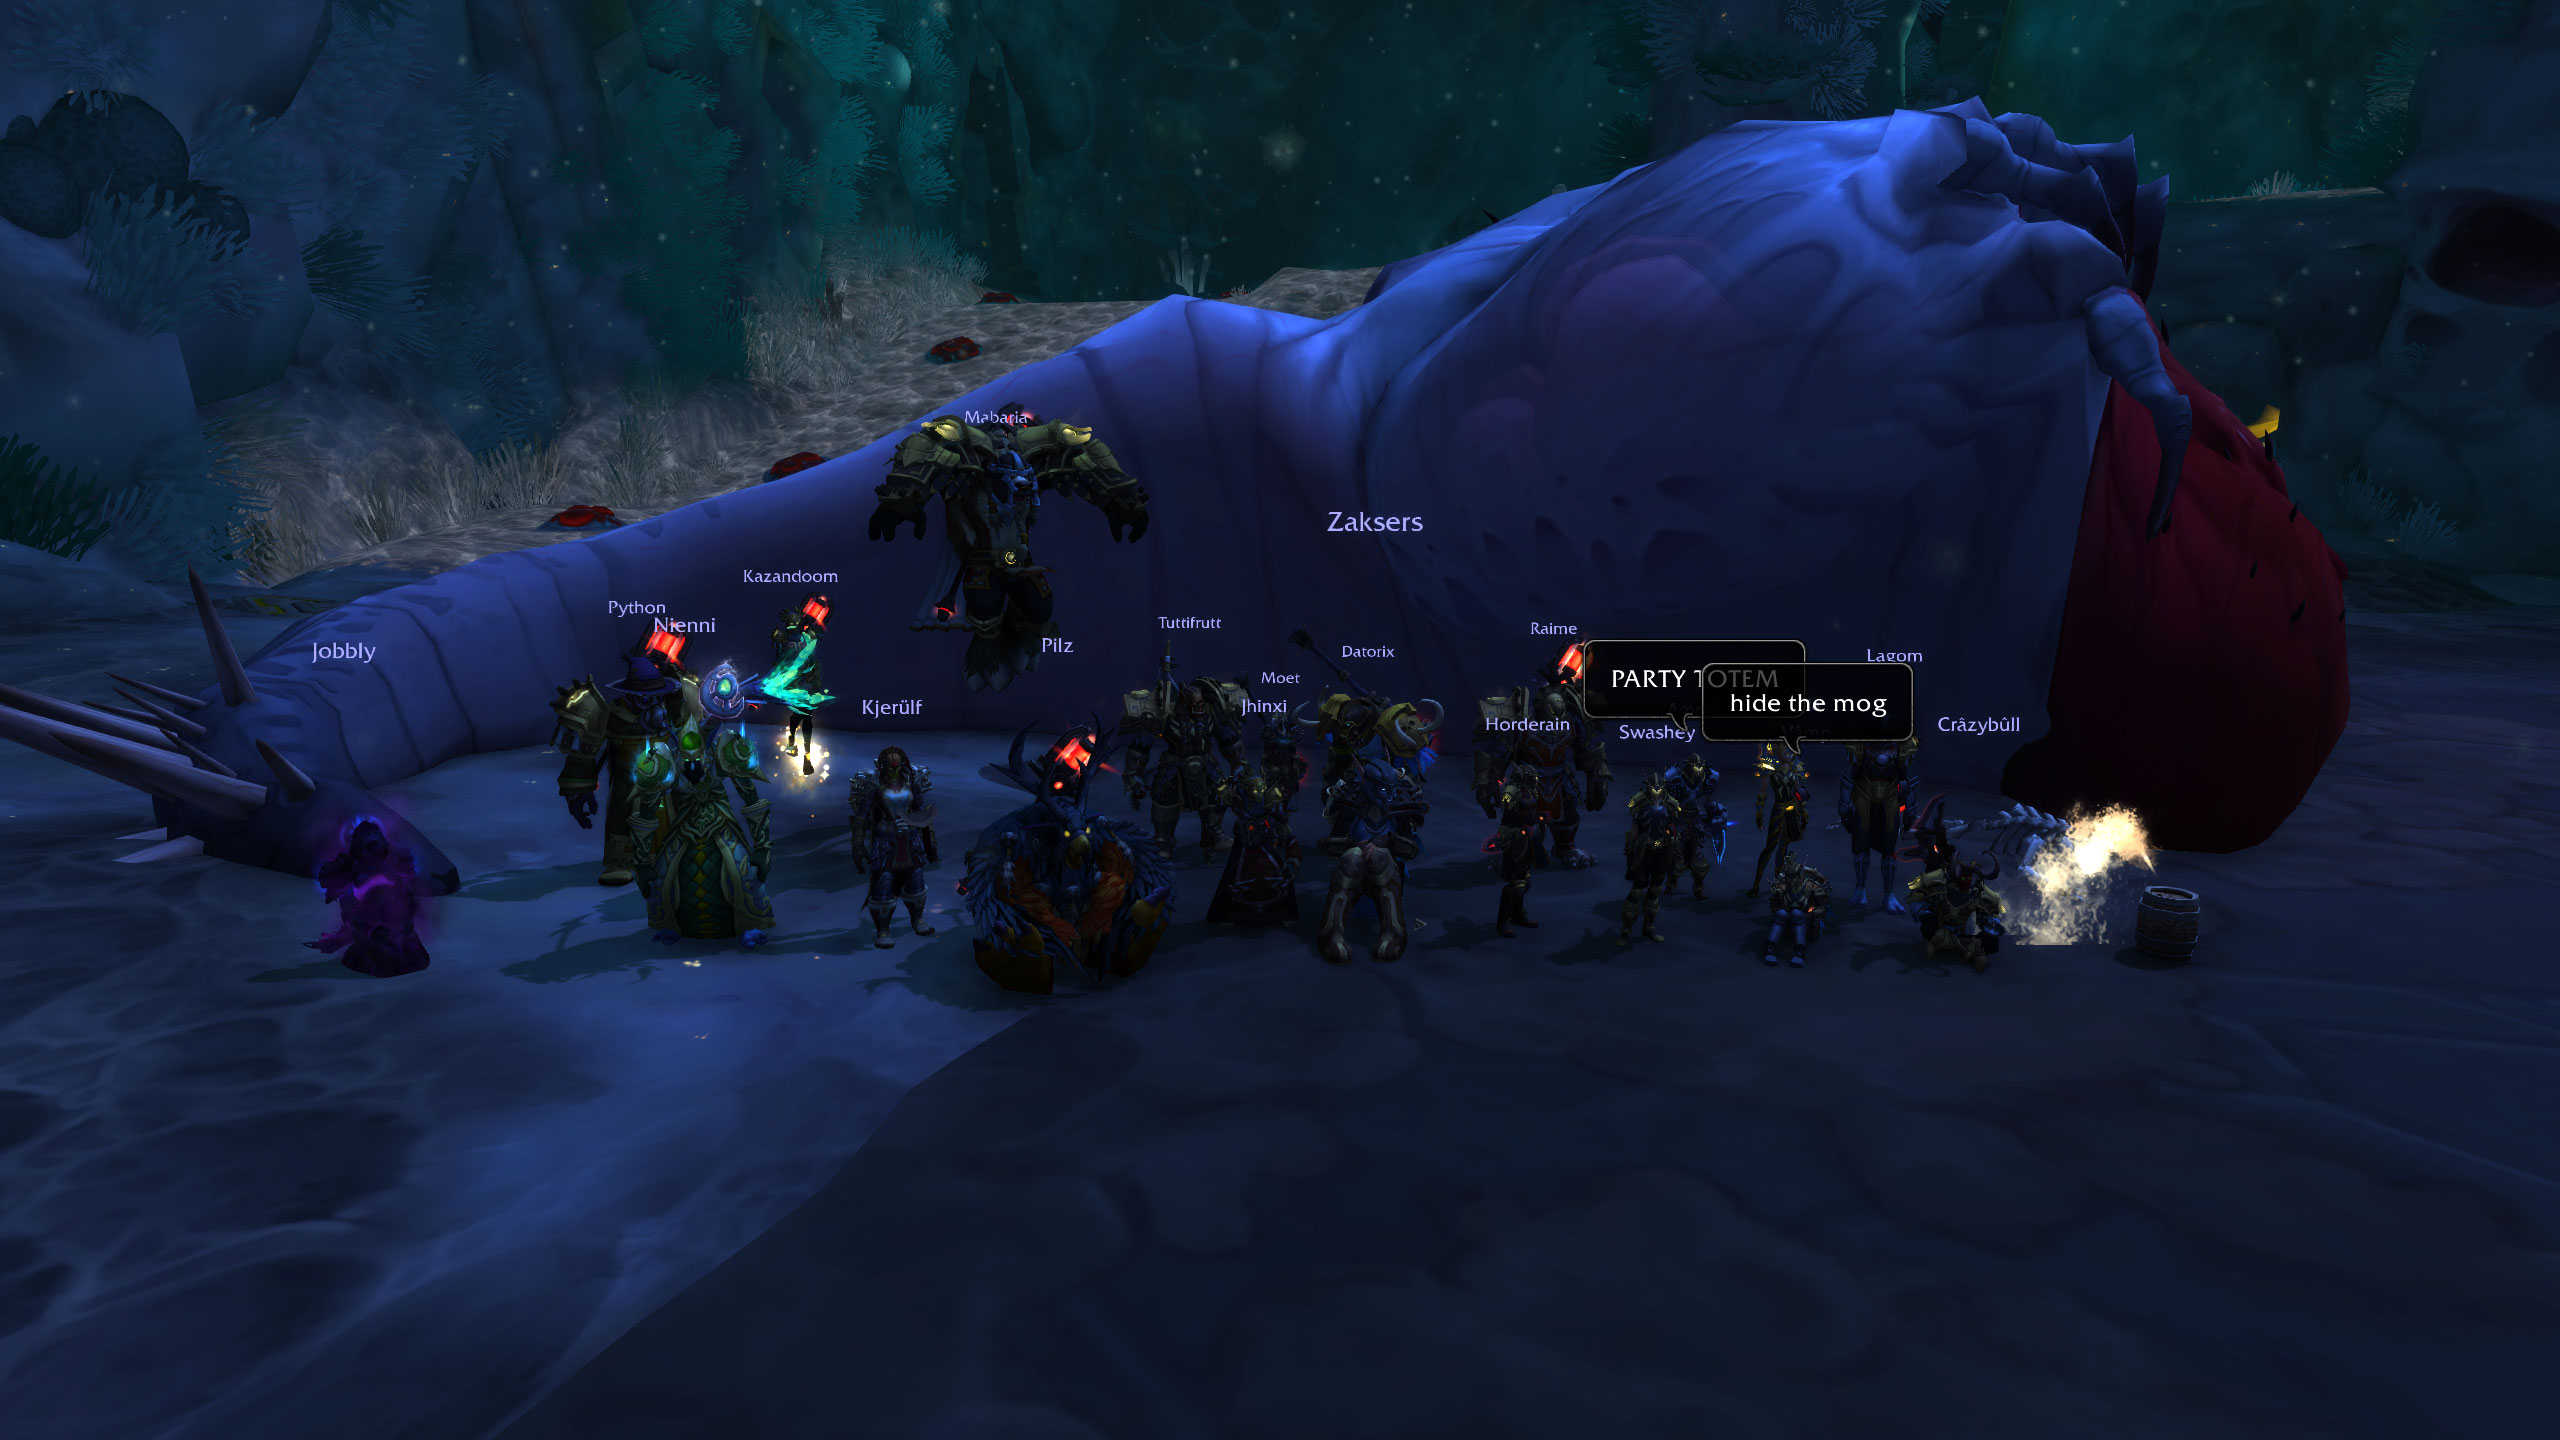 Mabaria
Zaksers
Kazandoom
Python
Nienni
Jobbly
Pilz
Tuttifrutt
Raime
Datorix
Lagom
Moet
PARTY TOTEM
hide the mog
Jhinxi
Kjerülf
Horderain
Swashey
Crâzybûll